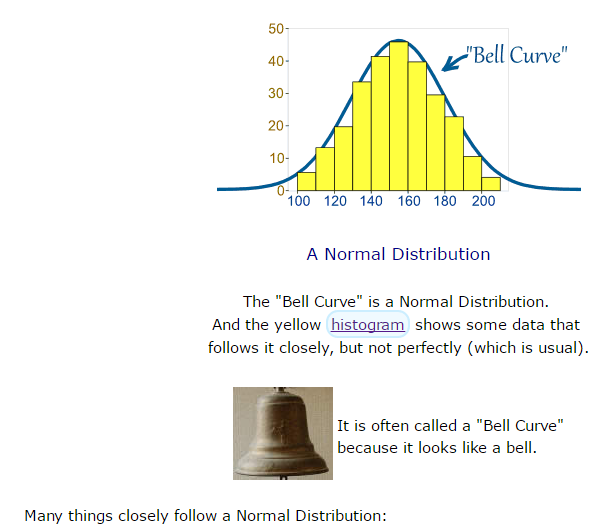 50
40
30
20
10
0
"Bell Curve"
100 120 140 160 180 200
A Normal Distribution
The "Bell Curve" is a Normal Distribution.
And the yellow histogram shows some data that
follows it closely, but not perfectly (which is usual).
It is often called a "Bell Curve"
because it looks like a bell.
Many things closely follow a Normal Distribution: